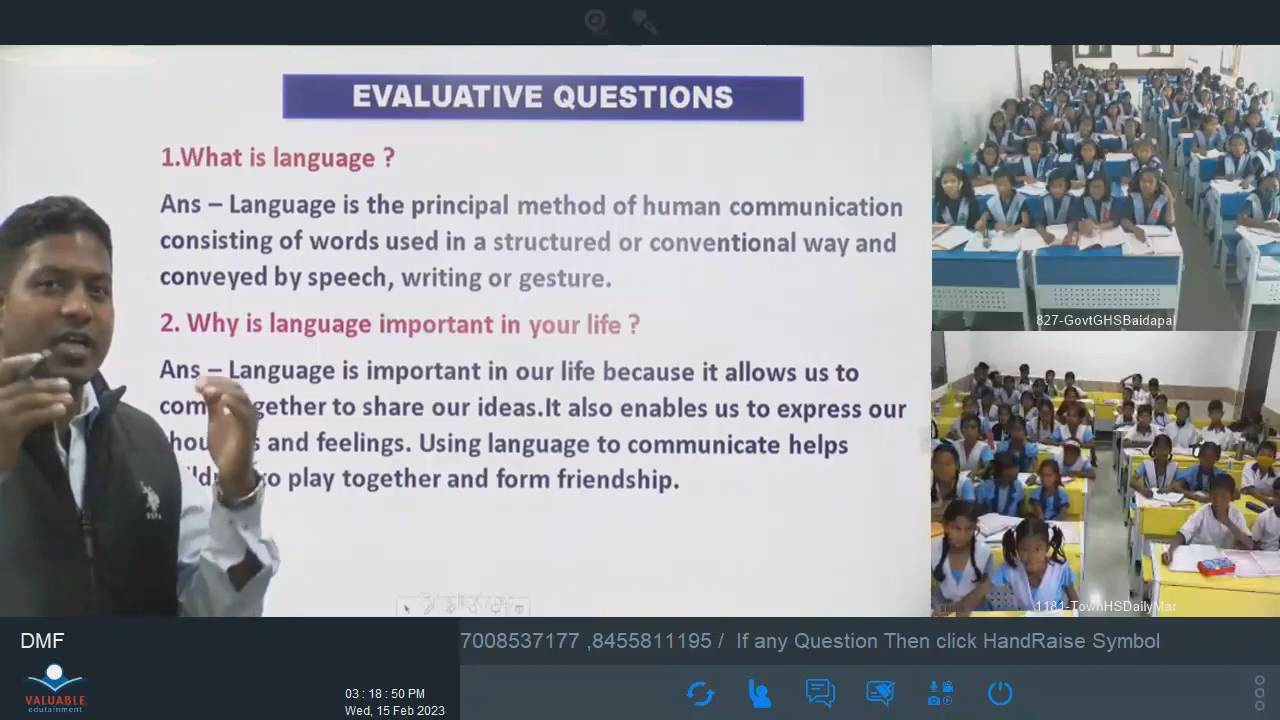 EVALUATIVE QUESTIONS
1.What is language ?
Ans – Language is the principal method of human communication
consisting of words used in a structured or conventional way and
conveyed by speech, writing or gesture.
2. Why is language important in your life ?
Ans – Language is important in our life because it allows us to
to share our ideas.It also enables us to express our
and feelings. Using language to communicate helps
to play together and form friendship.
827-GovtGHSBaidapal
1181-TownHSDailyMar
DMF
VALUABLE
edutainment
03 : 18 : 50 PM
Wed, 15 Feb 2023
7008537177 ,8455811195 / If any Question Then click HandRaise Symbol